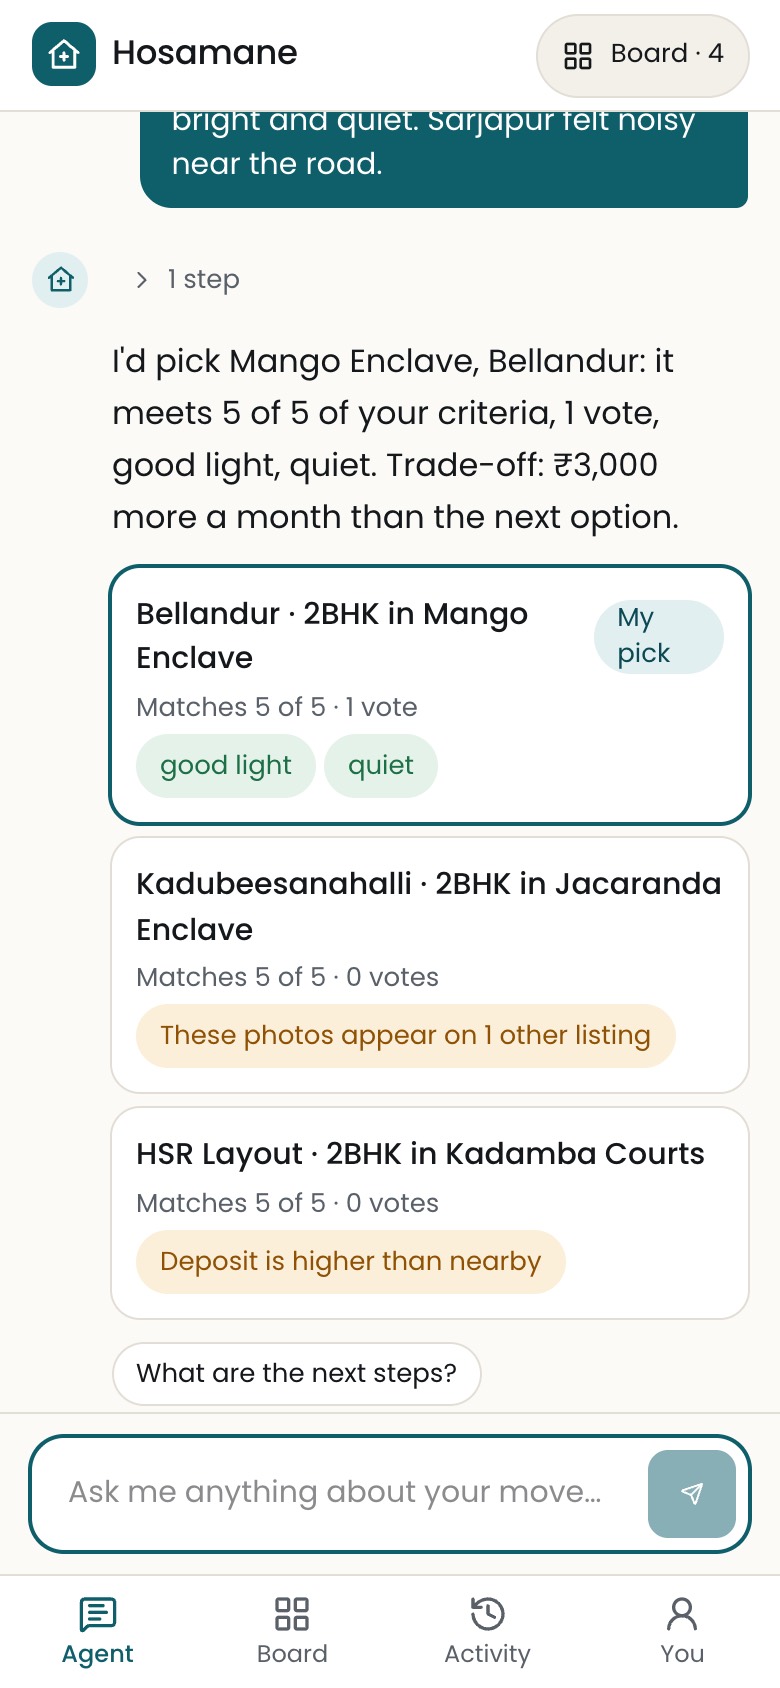 Hosamane
Board · 4
bright and quiet. Sarjapur felt noisy
near the road.
1 step
I'd pick Mango Enclave, Bellandur: it
meets 5 of 5 of your criteria, 1 vote,
good light, quiet. Trade-off: ₹3,000
more a month than the next option.
Bellandur · 2BHK in Mango
Enclave
My
pick
Matches 5 of 5 · 1 vote
good light
quiet
Kadubeesanahalli · 2BHK in Jacaranda
Enclave
Matches 5 of 5 · 0 votes
These photos appear on 1 other listing
HSR Layout · 2BHK in Kadamba Courts
Matches 5 of 5 · 0 votes
Deposit is higher than nearby
What are the next steps?
Ask me anything about your move...
Agent
Board
Activity
You